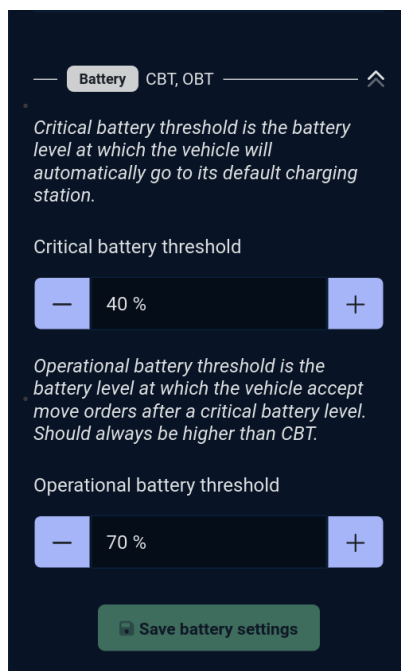 Battery CBT, OBT
Critical battery threshold is the battery
level at which the vehicle will
automatically go to its default charging
station.
Critical battery threshold
− 40 % +
Operational battery threshold is the
battery level at which the vehicle accept
move orders after a critical battery level.
Should always be higher than CBT.
Operational battery threshold
− 70 % +
Save battery settings